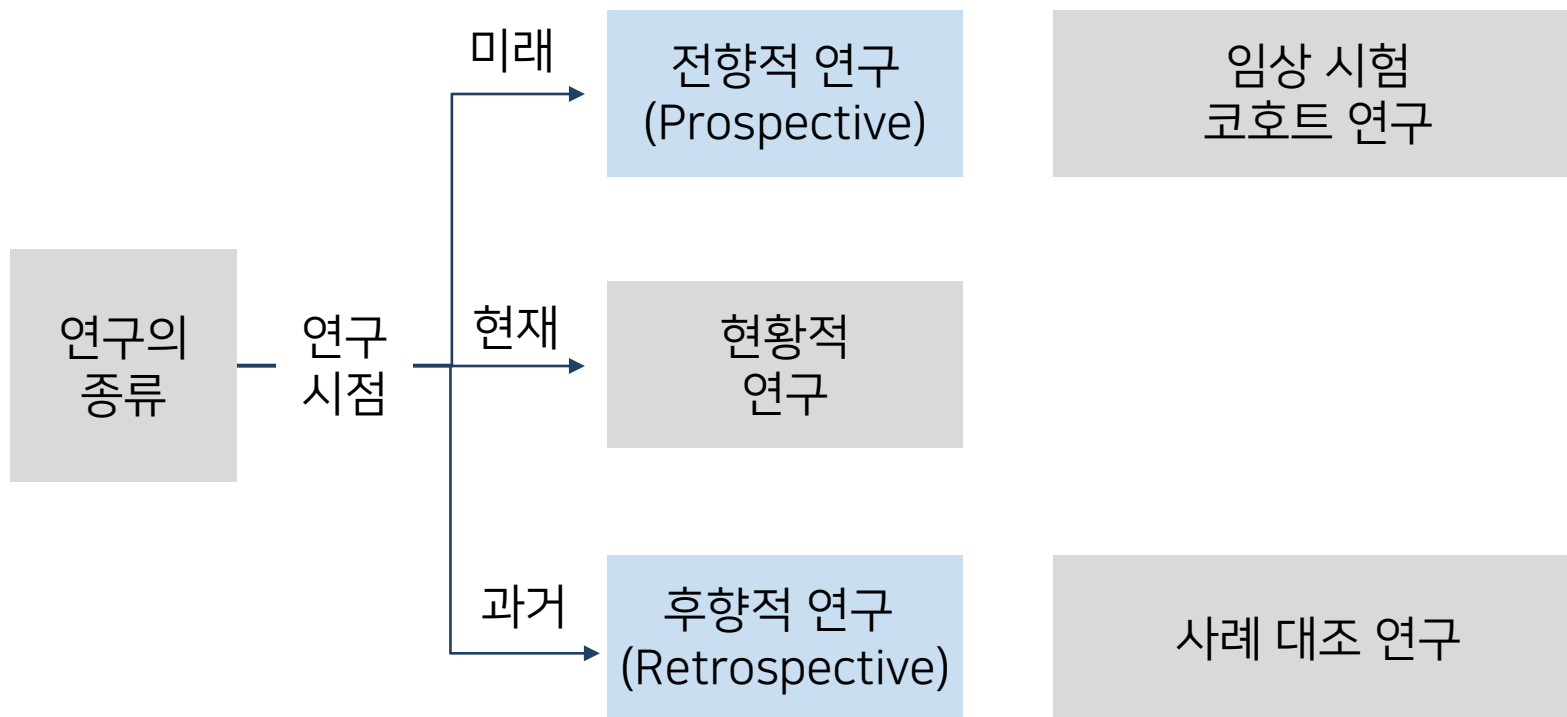 미래
전향적 연구
(Prospective)
임상 시험
코호트 연구
연구의
종류
연구
시점
현재
현황적
연구
과거
후향적 연구
(Retrospective)
사례 대조 연구